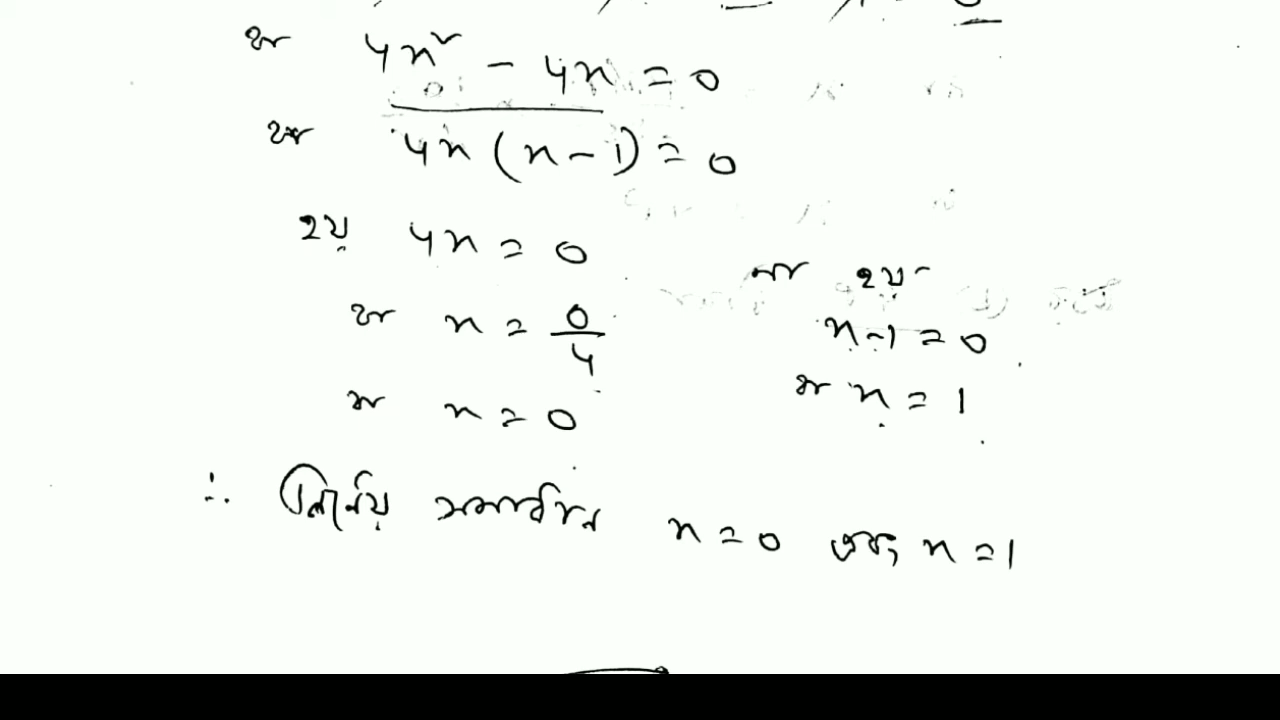 বা 4x² - 4x = 0
বা 4x (x - 1) = 0
হয় 4x = 0
না হয়
বা x = 0/4
x - 1 = 0
বা x = 1
বা x = 0
∴ নির্নেয় সমাধান x = 0 এবং x = 1